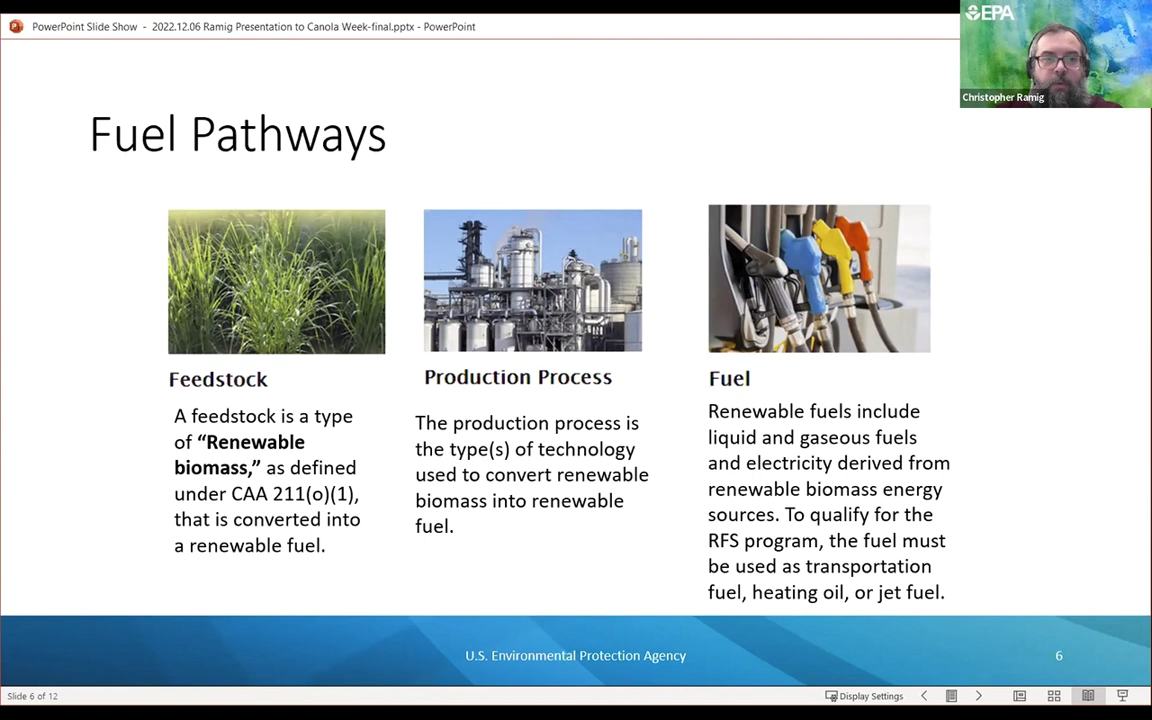 PowerPoint Slide Show - 2022.12.06 Ramig Presentation to Canola Week-final.pptx - PowerPoint
EPA
Christopher Ramig
Fuel Pathways
Feedstock
A feedstock is a type
of “Renewable
biomass,” as defined
under CAA 211(o)(1),
that is converted into
a renewable fuel.
Production Process
The production process is
the type(s) of technology
used to convert renewable
biomass into renewable
fuel.
Fuel
Renewable fuels include
liquid and gaseous fuels
and electricity derived from
renewable biomass energy
sources. To qualify for the
RFS program, the fuel must
be used as transportation
fuel, heating oil, or jet fuel.
U.S. Environmental Protection Agency
6
Slide 6 of 12
Display Settings